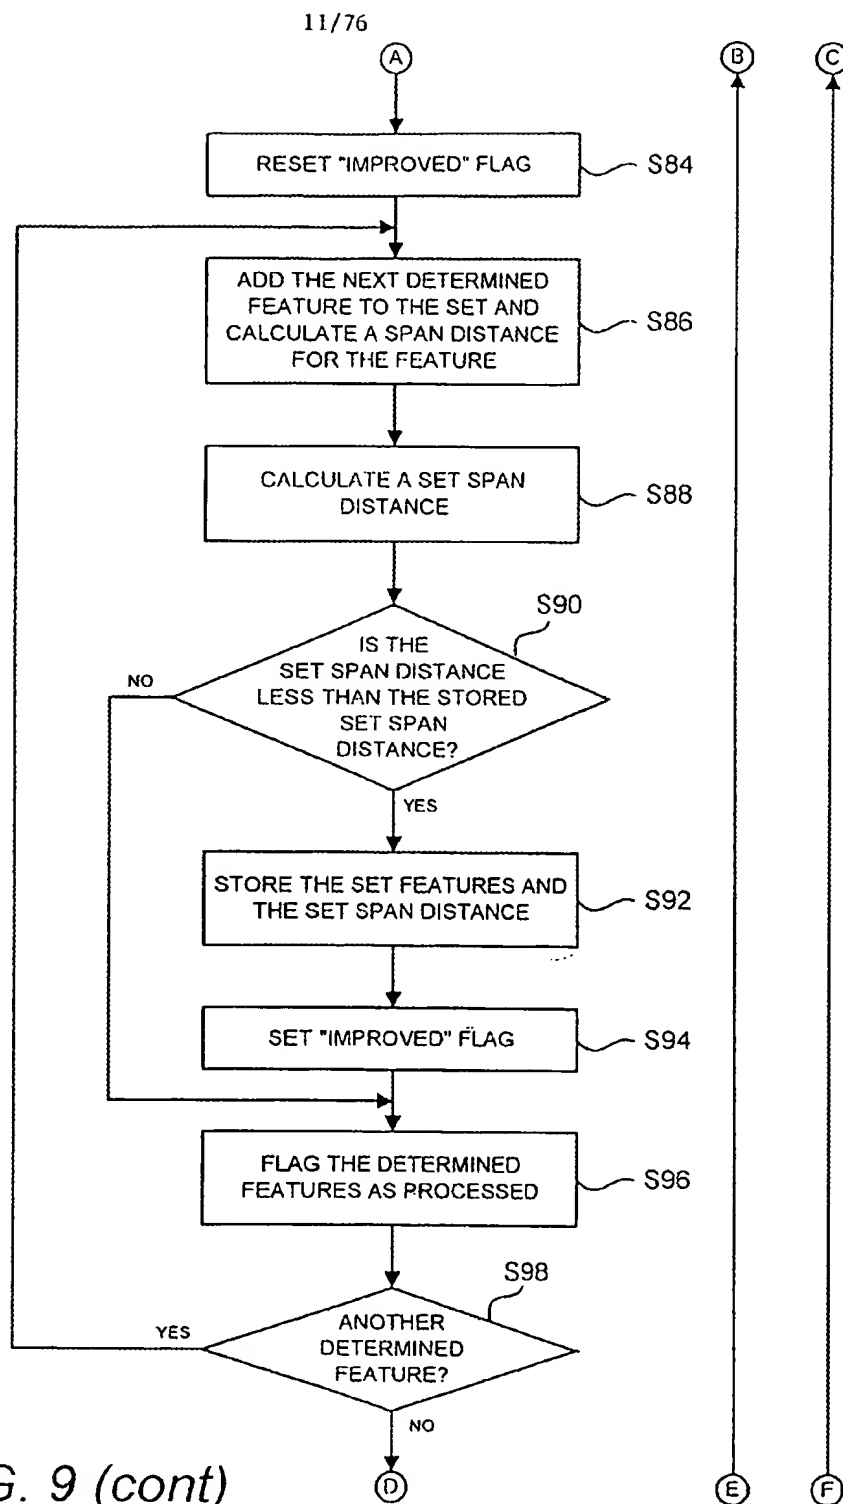 11/76
A
B
C
RESET "IMPROVED" FLAG
S84
ADD THE NEXT DETERMINED
FEATURE TO THE SET AND
CALCULATE A SPAN DISTANCE
FOR THE FEATURE
S86
CALCULATE A SET SPAN
DISTANCE
S88
S90
IS THE
SET SPAN DISTANCE
LESS THAN THE STORED
SET SPAN
DISTANCE?
NO
YES
STORE THE SET FEATURES AND
THE SET SPAN DISTANCE
S92
SET "IMPROVED" FLAG
S94
FLAG THE DETERMINED
FEATURES AS PROCESSED
S96
S98
ANOTHER
DETERMINED
FEATURE?
YES
NO
G. 9 (cont)
D
E
F